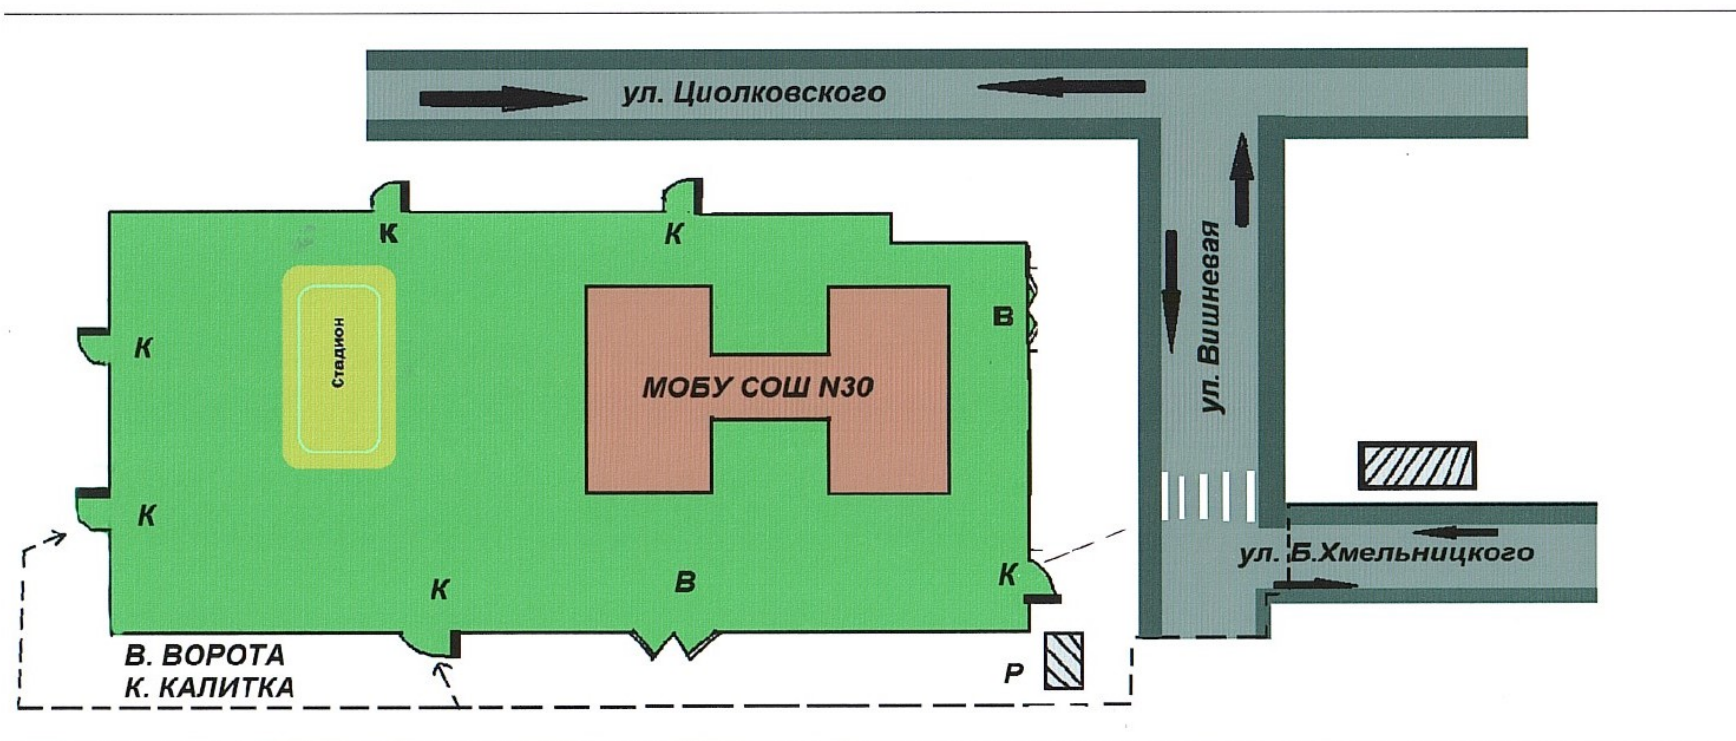 ул. Циолковского
К
К
ул. Вишневая
В
К
Стадион
МОБУ СОШ N30
К
ул. Б.Хмельницкого
К
В
К
В. ВОРОТА
К. КАЛИТКА
Р